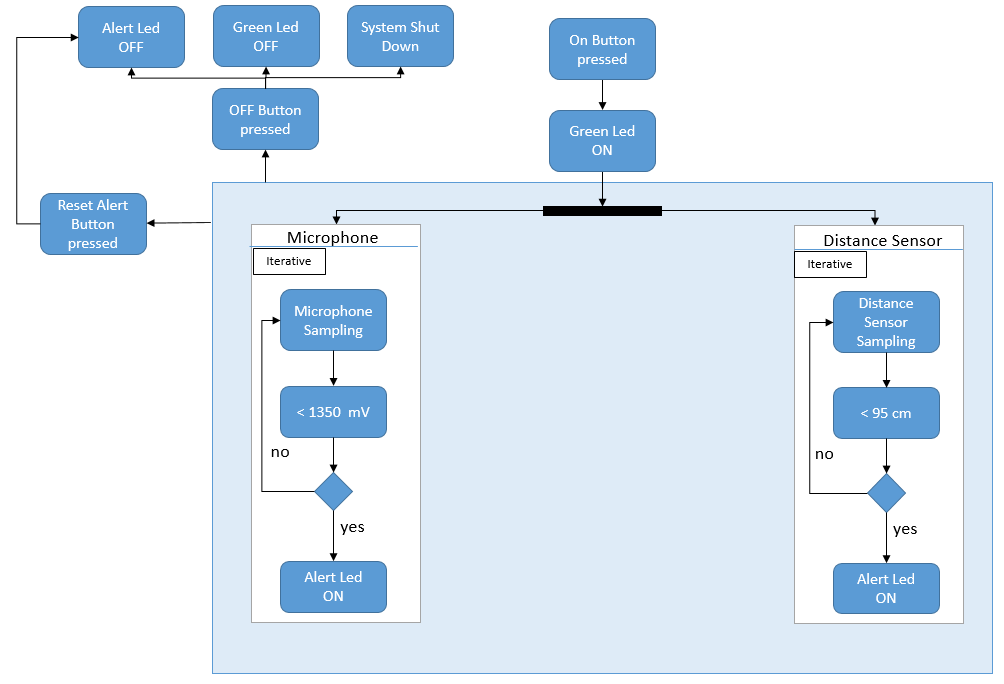 Alert Led
OFF
Green Led
OFF
System Shut
Down
On Button
pressed
OFF Button
pressed
Green Led
ON
Reset Alert
Button
pressed
Microphone
Iterative
Microphone
Sampling
< 1350 mV
no
yes
Alert Led
ON
Distance Sensor
Iterative
Distance
Sensor
Sampling
< 95 cm
no
yes
Alert Led
ON